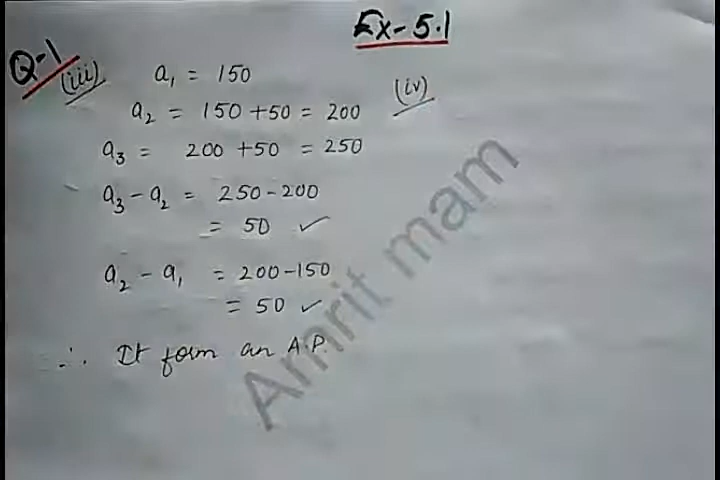 Ex-5.1
Q-1
(iii) a₁ = 150
a₂ = 150 +50 = 200
a₃ = 200 +50 = 250
a₃ - a₂ = 250 - 200
= 50 ✓
a₂ - a₁ = 200 - 150
= 50 ✓
∴ It form an A.P
(iv)
Amrit mam